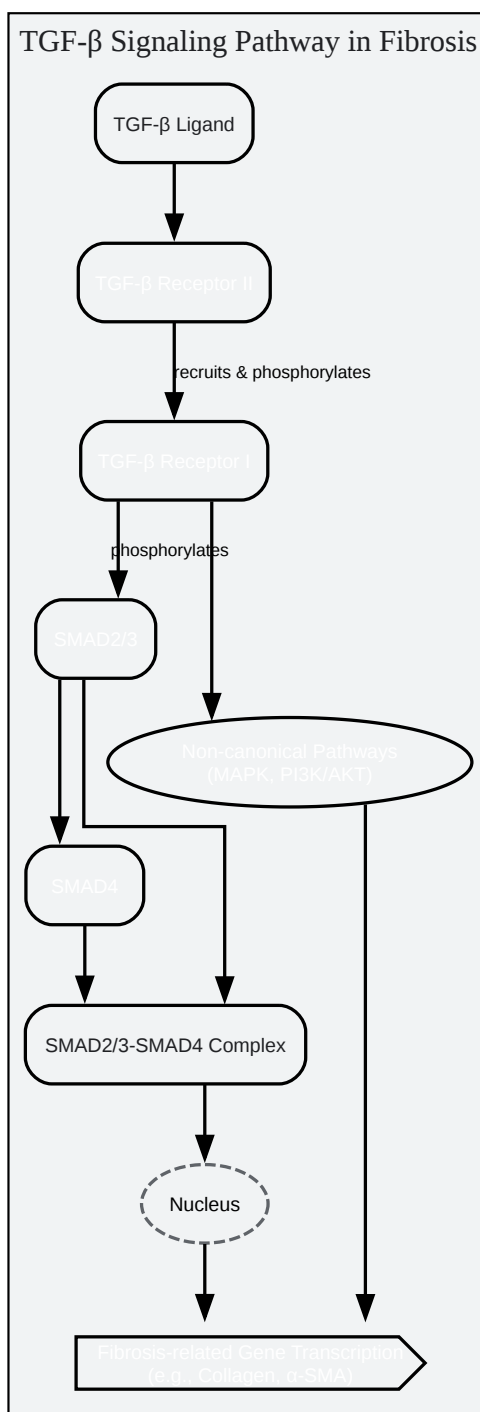 TGF-β Signaling Pathway in Fibrosis
TGF-β Ligand
TGF-β Receptor II
recruits & phosphorylates
TGF-β Receptor I
phosphorylates
SMAD2/3
Non-canonical Pathways
(MAPK, PI3K/AKT)
SMAD4
SMAD2/3-SMAD4 Complex
Nucleus
Fibrosis-related Gene Transcription
(e.g., Collagen, α-SMA)